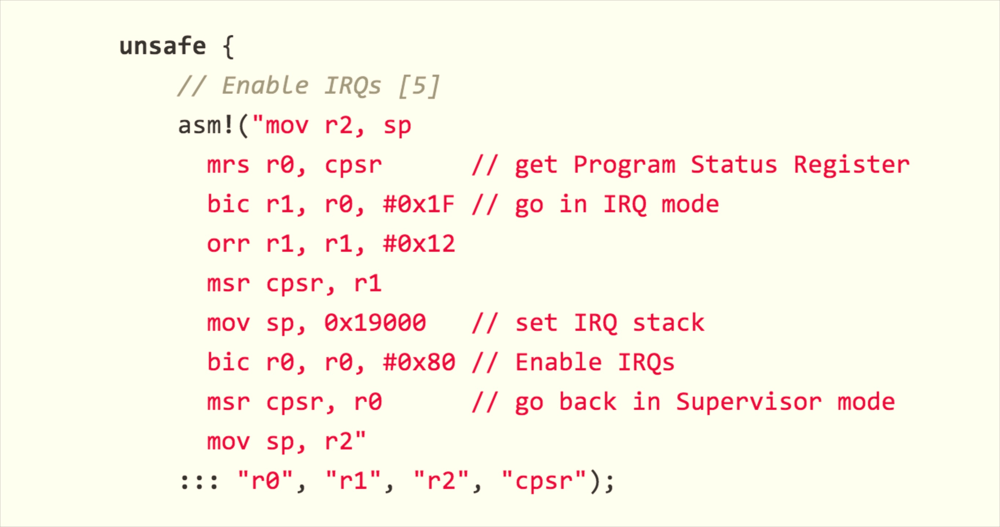 unsafe {
// Enable IRQs [5]
asm!("mov r2, sp
mrs r0, cpsr // get Program Status Register
bic r1, r0, #0x1F // go in IRQ mode
orr r1, r1, #0x12
msr cpsr, r1
mov sp, 0x19000 // set IRQ stack
bic r0, r0, #0x80 // Enable IRQs
msr cpsr, r0 // go back in Supervisor mode
mov sp, r2"
::: "r0", "r1", "r2", "cpsr");